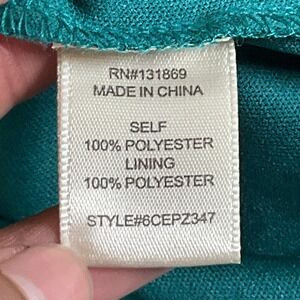 RN#131869
MADE IN CHINA
SELF
100% POLYESTER
LINING
100% POLYESTER
STYLE#6CEPZ347